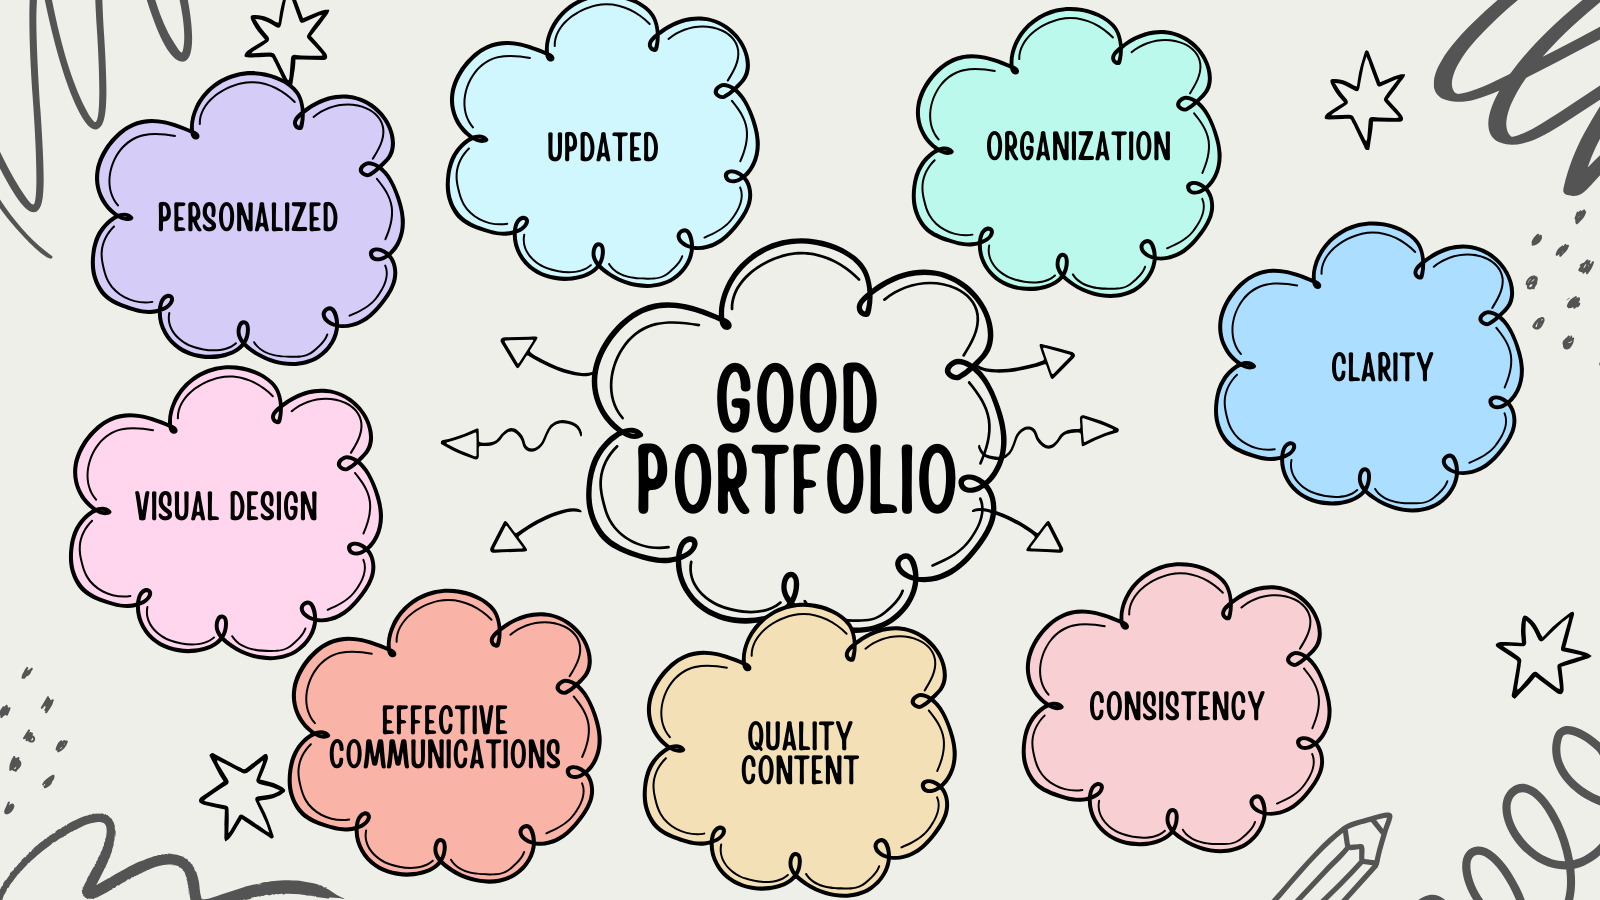 UPDATED
ORGANIZATION
PERSONALIZED
CLARITY
GOOD
PORTFOLIO
VISUAL DESIGN
EFFECTIVE
COMMUNICATIONS
QUALITY
CONTENT
CONSISTENCY